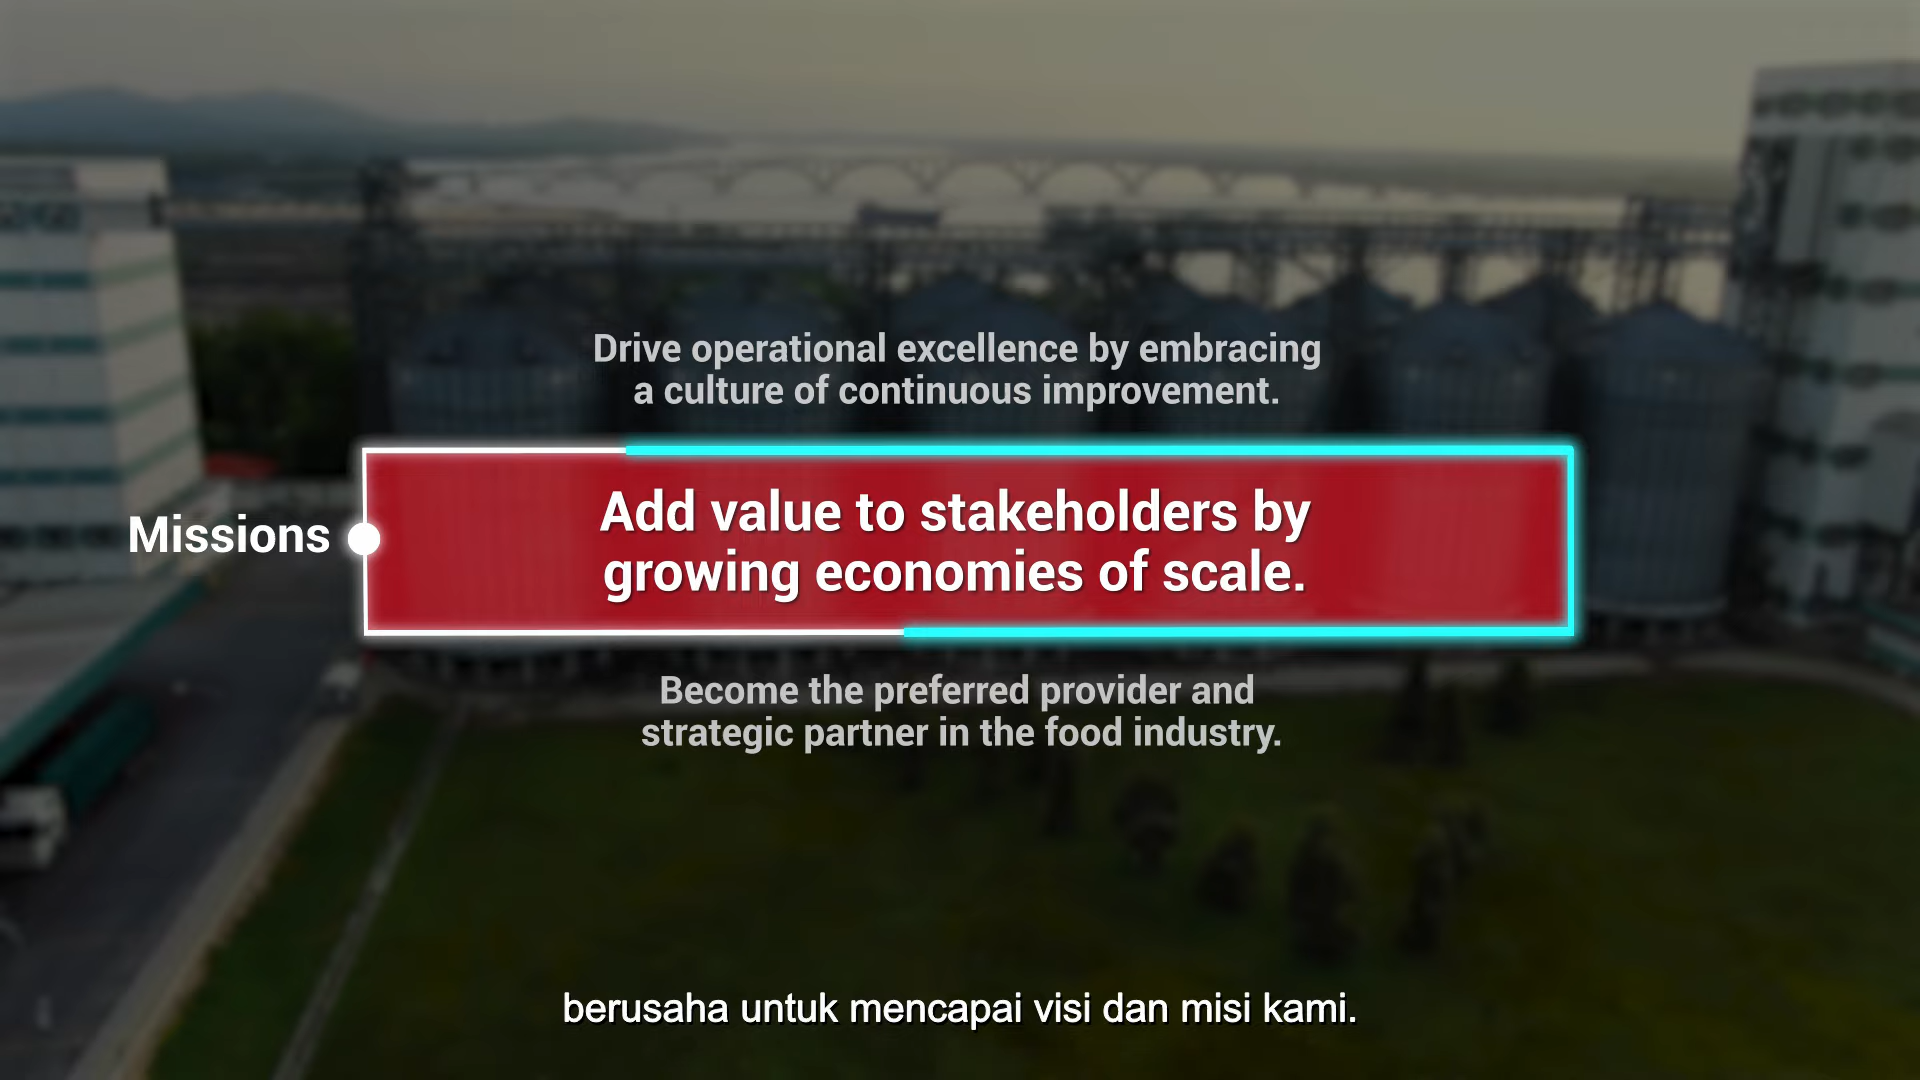 Drive operational excellence by embracing
a culture of continuous improvement.
Missions
Add value to stakeholders by
growing economies of scale.
Become the preferred provider and
strategic partner in the food industry.
berusaha untuk mencapai visi dan misi kami.